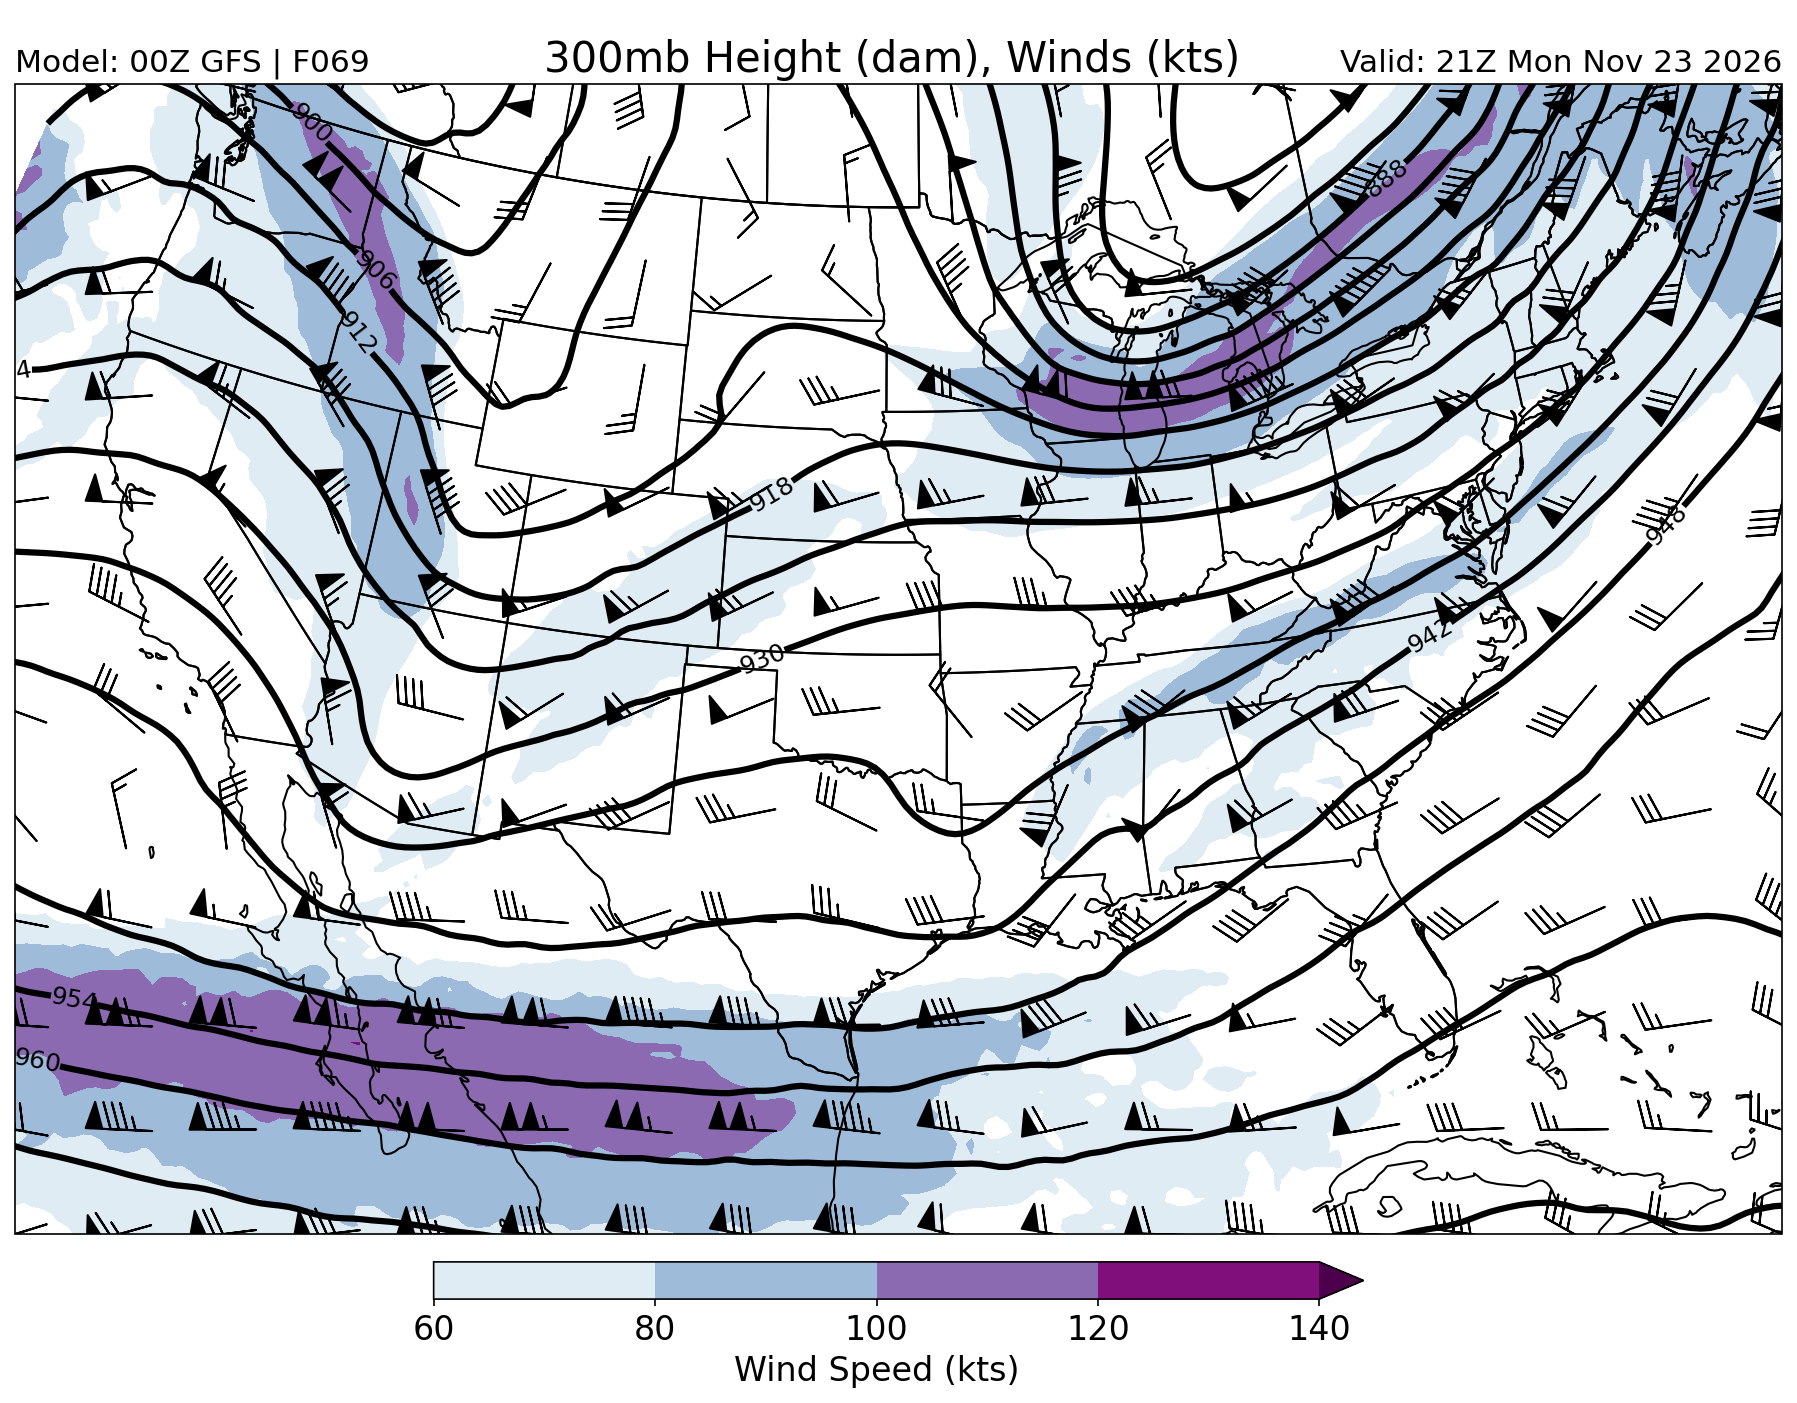 Model: 00Z GFS | F069
300mb Height (dam), Winds (kts)
Valid: 21Z Mon Nov 23 2026
900
888
906
912
4
918
948
942
930
954
960
60 80 100 120 140
Wind Speed (kts)